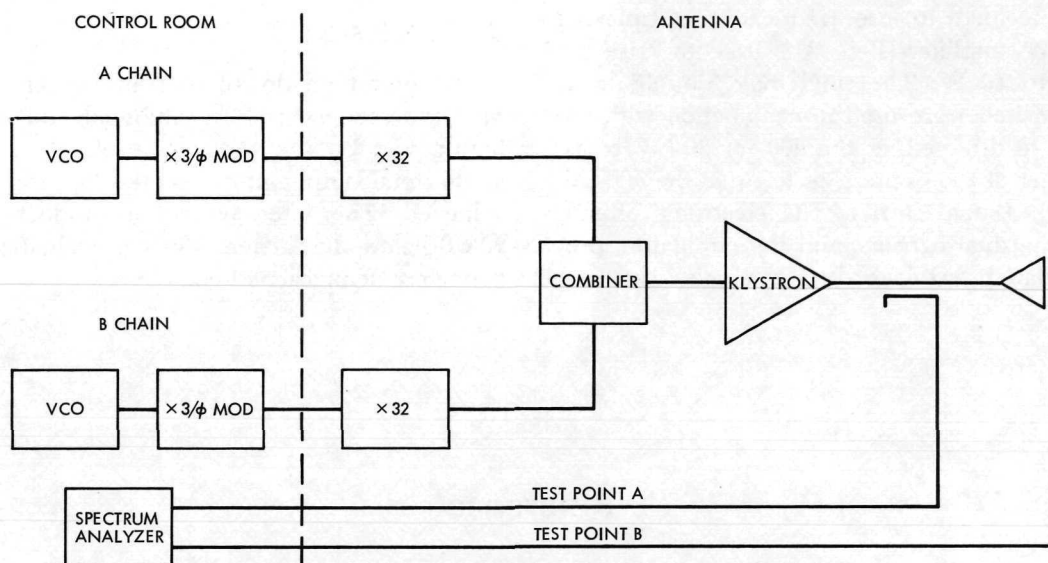 CONTROL ROOM
ANTENNA
A CHAIN
VCO
×3/ϕ MOD
×32
COMBINER
KLYSTRON
B CHAIN
VCO
×3/ϕ MOD
×32
TEST POINT A
SPECTRUM
ANALYZER
TEST POINT B